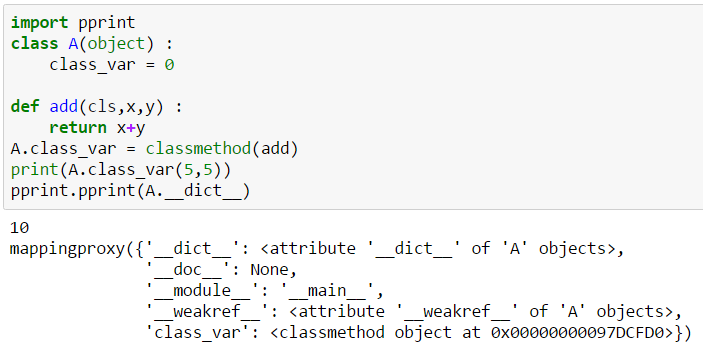 import pprint
class A(object) :
    class_var = 0

def add(cls,x,y) :
    return x+y
A.class_var = classmethod(add)
print(A.class_var(5,5))
pprint.pprint(A.__dict__)
10
mappingproxy({'__dict__': <attribute '__dict__' of 'A' objects>,
              '__doc__': None,
              '__module__': '__main__',
              '__weakref__': <attribute '__weakref__' of 'A' objects>,
              'class_var': <classmethod object at 0x00000000097DCFD0>})